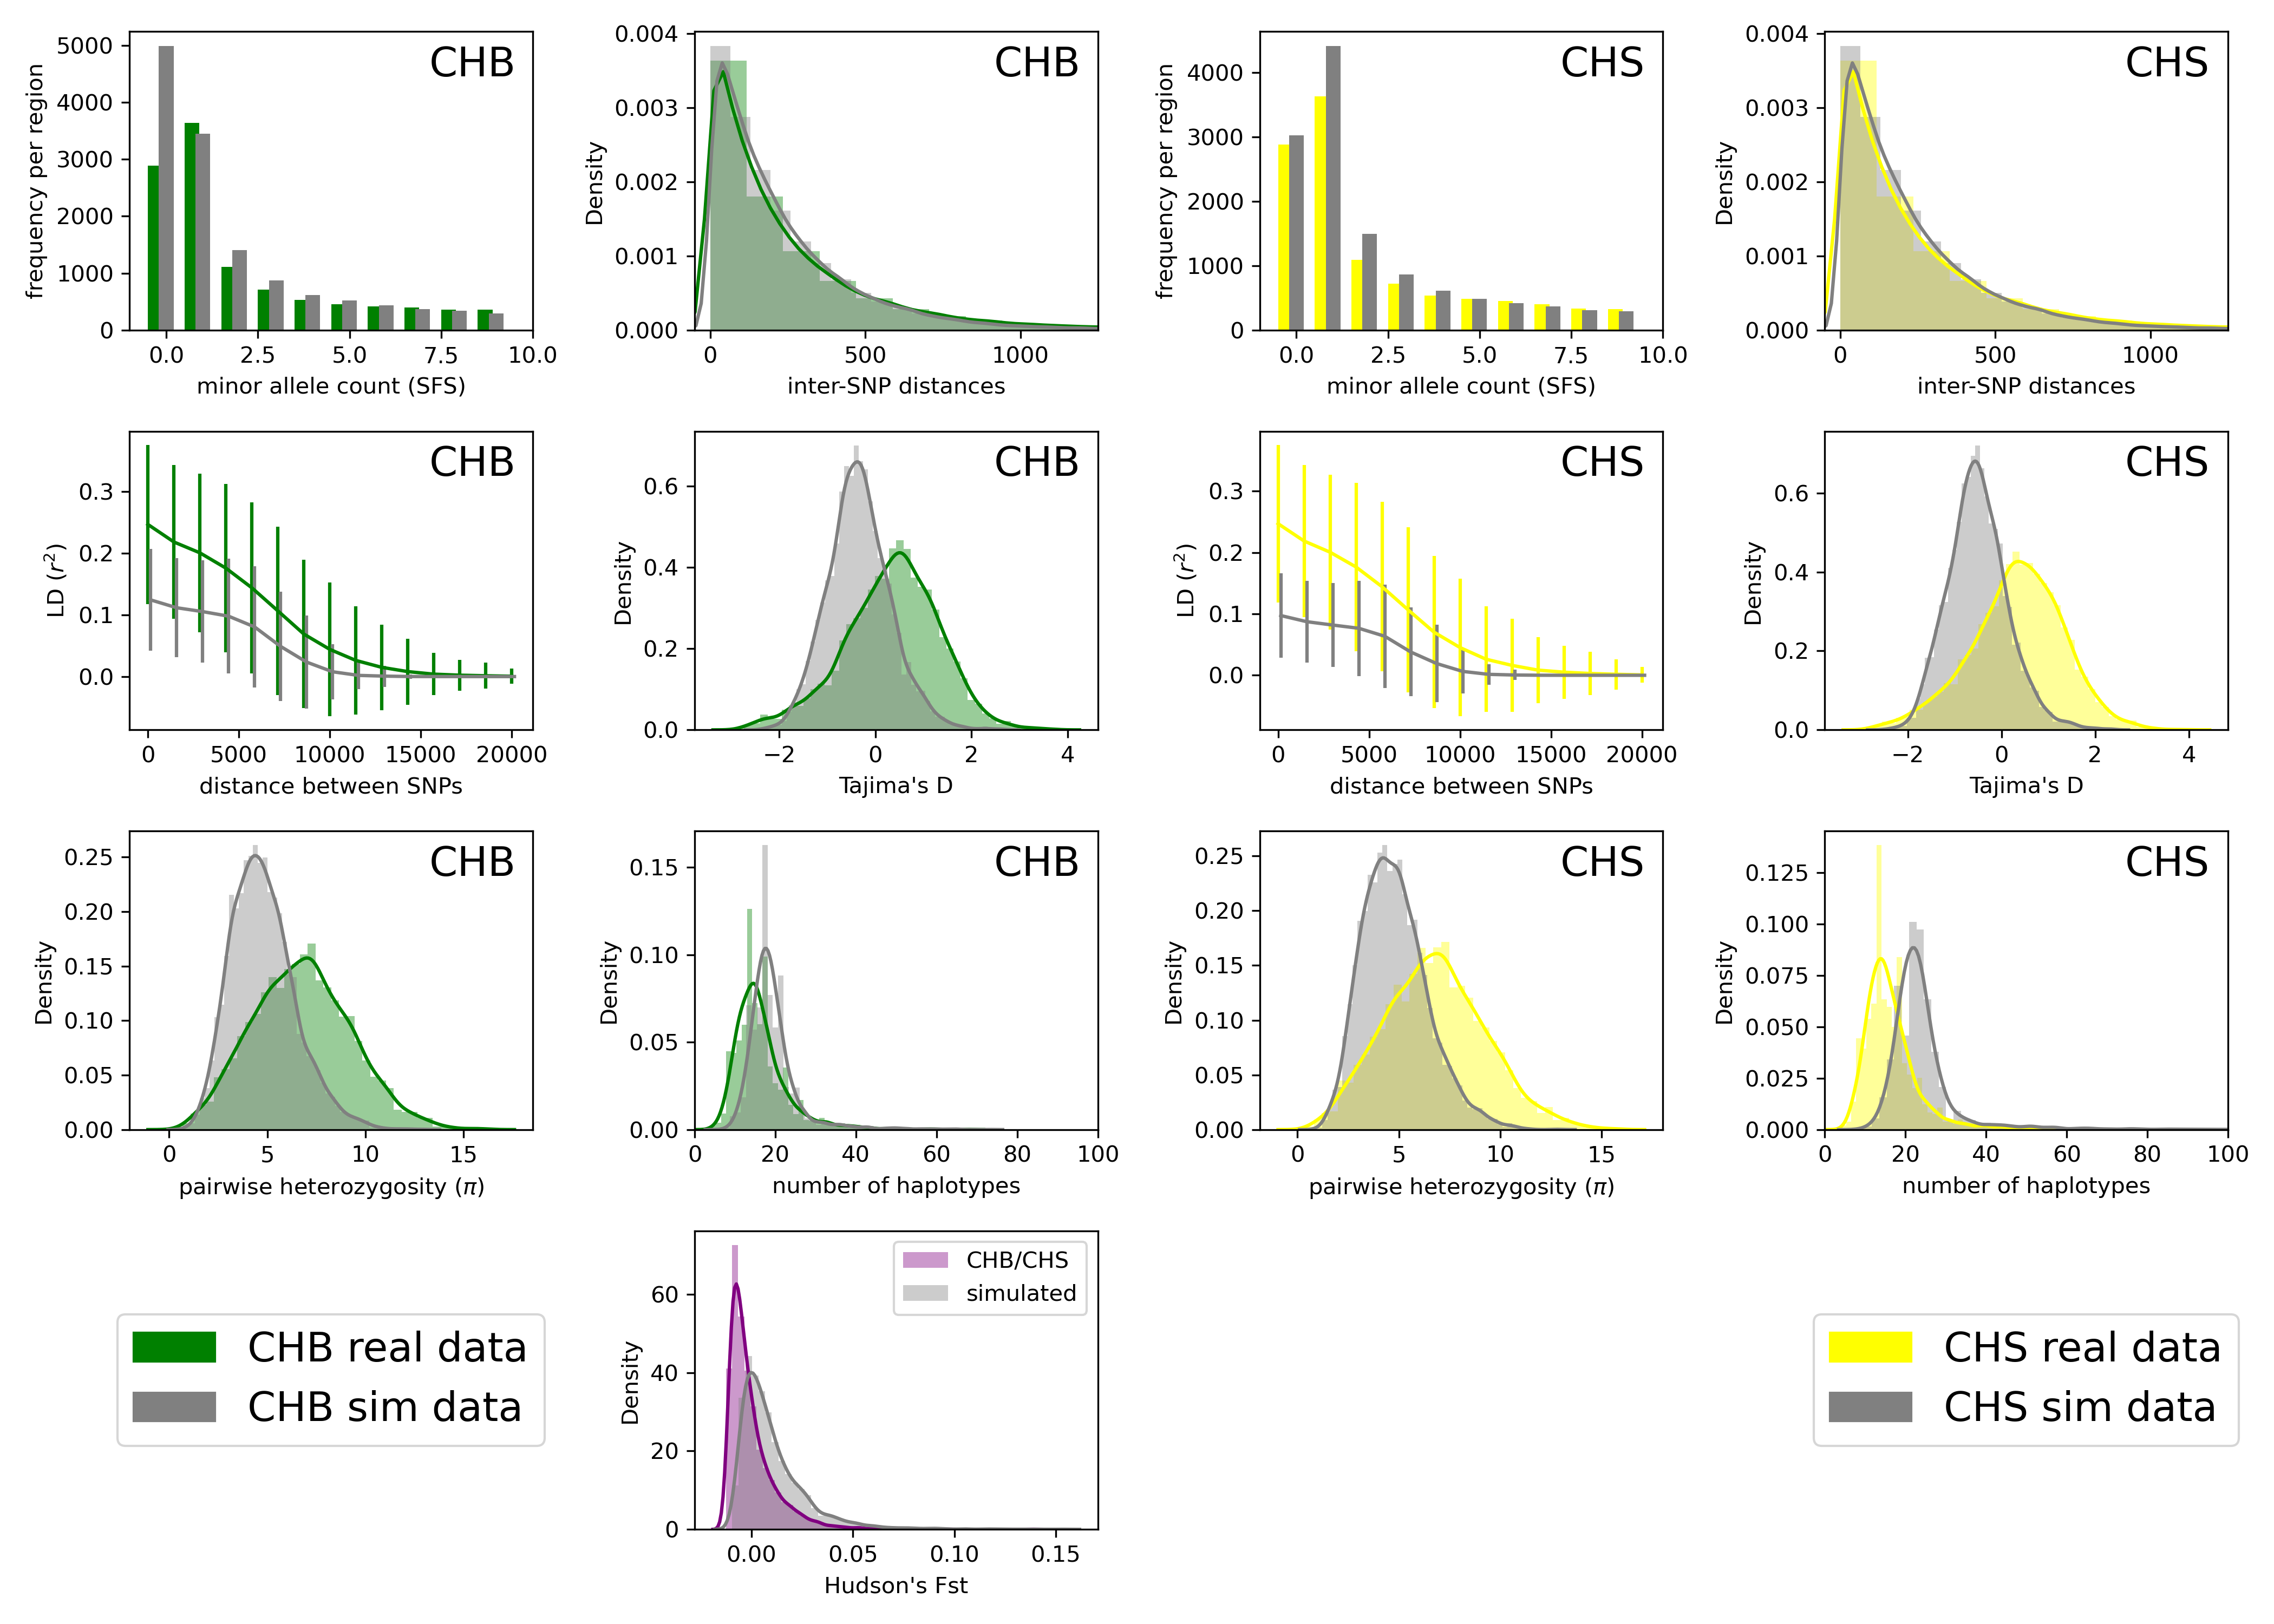 CHB
frequency per region
5000
4000
3000
2000
1000
0
0.0 2.5 5.0 7.5 10.0
minor allele count (SFS)
CHB
Density
0.004
0.003
0.002
0.001
0.000
0 500 1000
inter-SNP distances
CHS
frequency per region
4000
3000
2000
1000
0
0.0 2.5 5.0 7.5 10.0
minor allele count (SFS)
CHS
Density
0.004
0.003
0.002
0.001
0.000
0 500 1000
inter-SNP distances
CHB
LD (r²)
0.3
0.2
0.1
0.0
0 5000 10000 15000 20000
distance between SNPs
CHB
Density
0.6
0.4
0.2
0.0
−2 0 2 4
Tajima's D
CHS
LD (r²)
0.3
0.2
0.1
0.0
0 5000 10000 15000 20000
distance between SNPs
CHS
Density
0.6
0.4
0.2
0.0
−2 0 2 4
Tajima's D
CHB
Density
0.25
0.20
0.15
0.10
0.05
0.00
0 5 10 15
pairwise heterozygosity (π)
CHB
Density
0.15
0.10
0.05
0.00
0 20 40 60 80 100
number of haplotypes
CHS
Density
0.25
0.20
0.15
0.10
0.05
0.00
0 5 10 15
pairwise heterozygosity (π)
CHS
Density
0.125
0.100
0.075
0.050
0.025
0.000
0 20 40 60 80 100
number of haplotypes
CHB real data
CHB sim data
CHB/CHS
simulated
Density
60
40
20
0
0.00 0.05 0.10 0.15
Hudson's Fst
CHS real data
CHS sim data